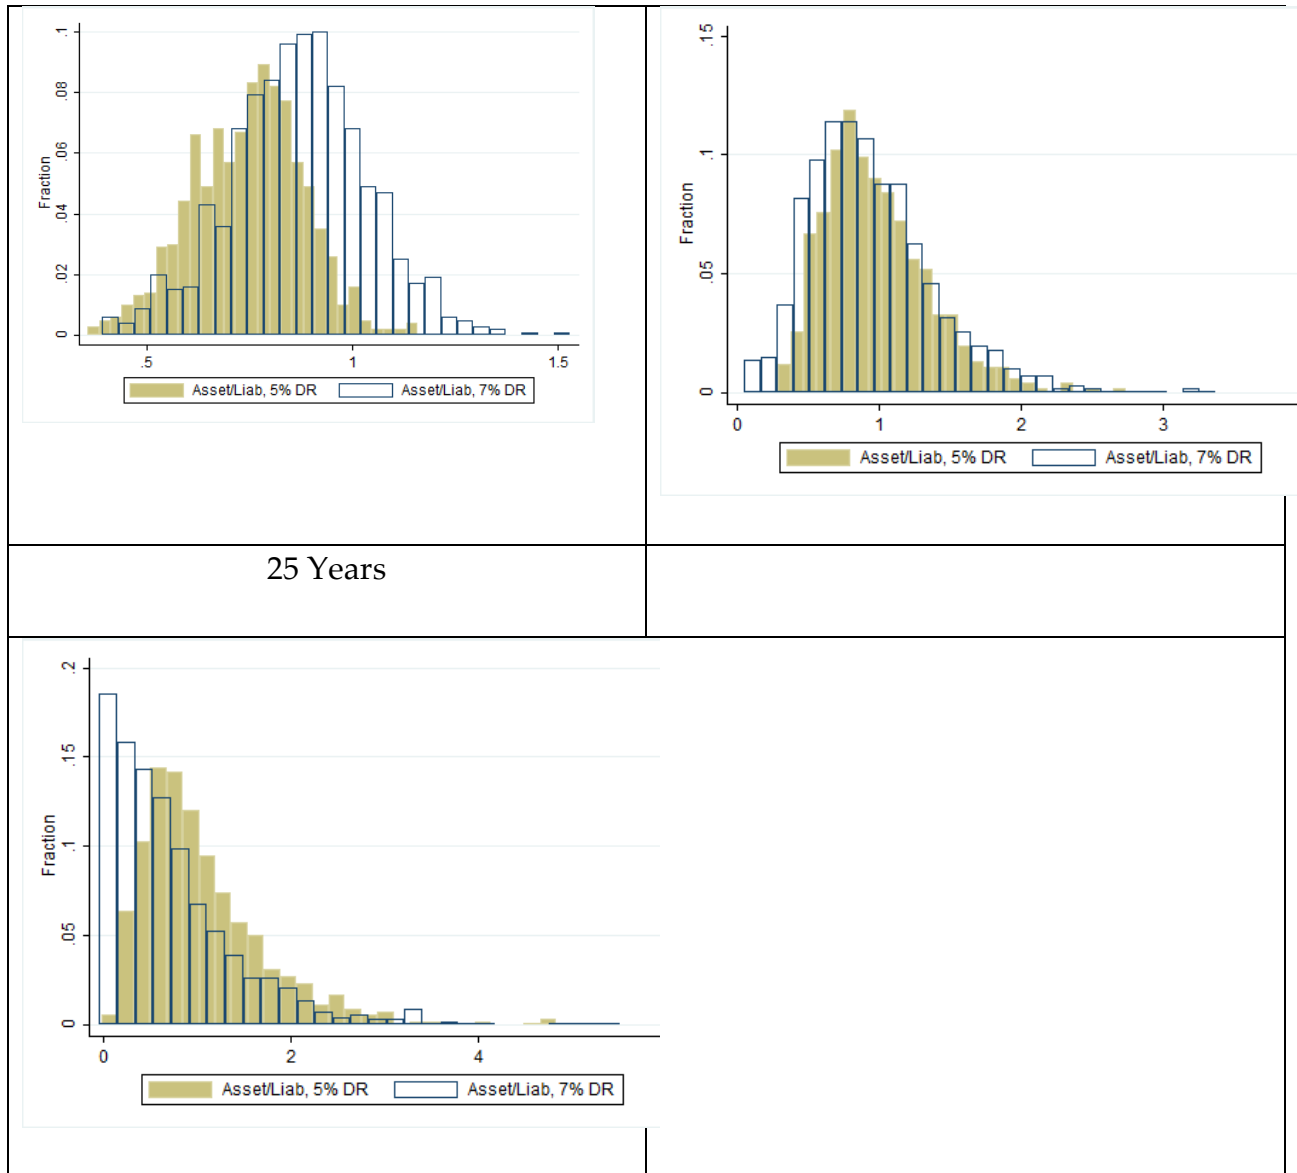 .1
.08
.06
.04
.02
0
Fraction
.5 1 1.5
Asset/Liab, 5% DR Asset/Liab, 7% DR
.15
.1
.05
0
Fraction
0 1 2 3
Asset/Liab, 5% DR Asset/Liab, 7% DR
25 Years
.2
.15
.1
.05
0
Fraction
0 2 4
Asset/Liab, 5% DR Asset/Liab, 7% DR